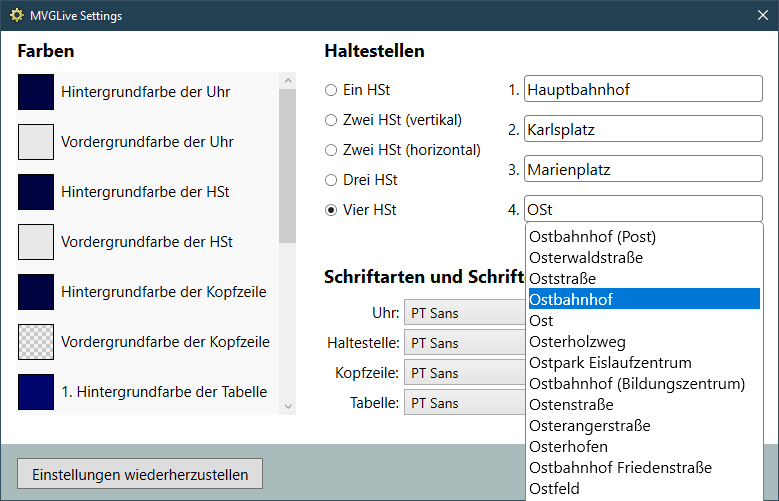 MVGLive Settings
Farben
Hintergrundfarbe der Uhr
Vordergrundfarbe der Uhr
Hintergrundfarbe der HSt
Vordergrundfarbe der HSt
Hintergrundfarbe der Kopfzeile
Vordergrundfarbe der Kopfzeile
1. Hintergrundfarbe der Tabelle
Haltestellen
Ein HSt
Zwei HSt (vertikal)
Zwei HSt (horizontal)
Drei HSt
Vier HSt
1. Hauptbahnhof
2. Karlsplatz
3. Marienplatz
4. OSt
Ostbahnhof (Post)
Osterwaldstraße
Oststraße
Ostbahnhof
Ost
Osterholzweg
Ostpark Eislaufzentrum
Ostbahnhof (Bildungszentrum)
Ostenstraße
Osterangerstraße
Osterhofen
Ostbahnhof Friedenstraße
Ostfeld
Schriftarten und Schrift
Uhr: PT Sans
Haltestelle: PT Sans
Kopfzeile: PT Sans
Tabelle: PT Sans
Einstellungen wiederherzustellen